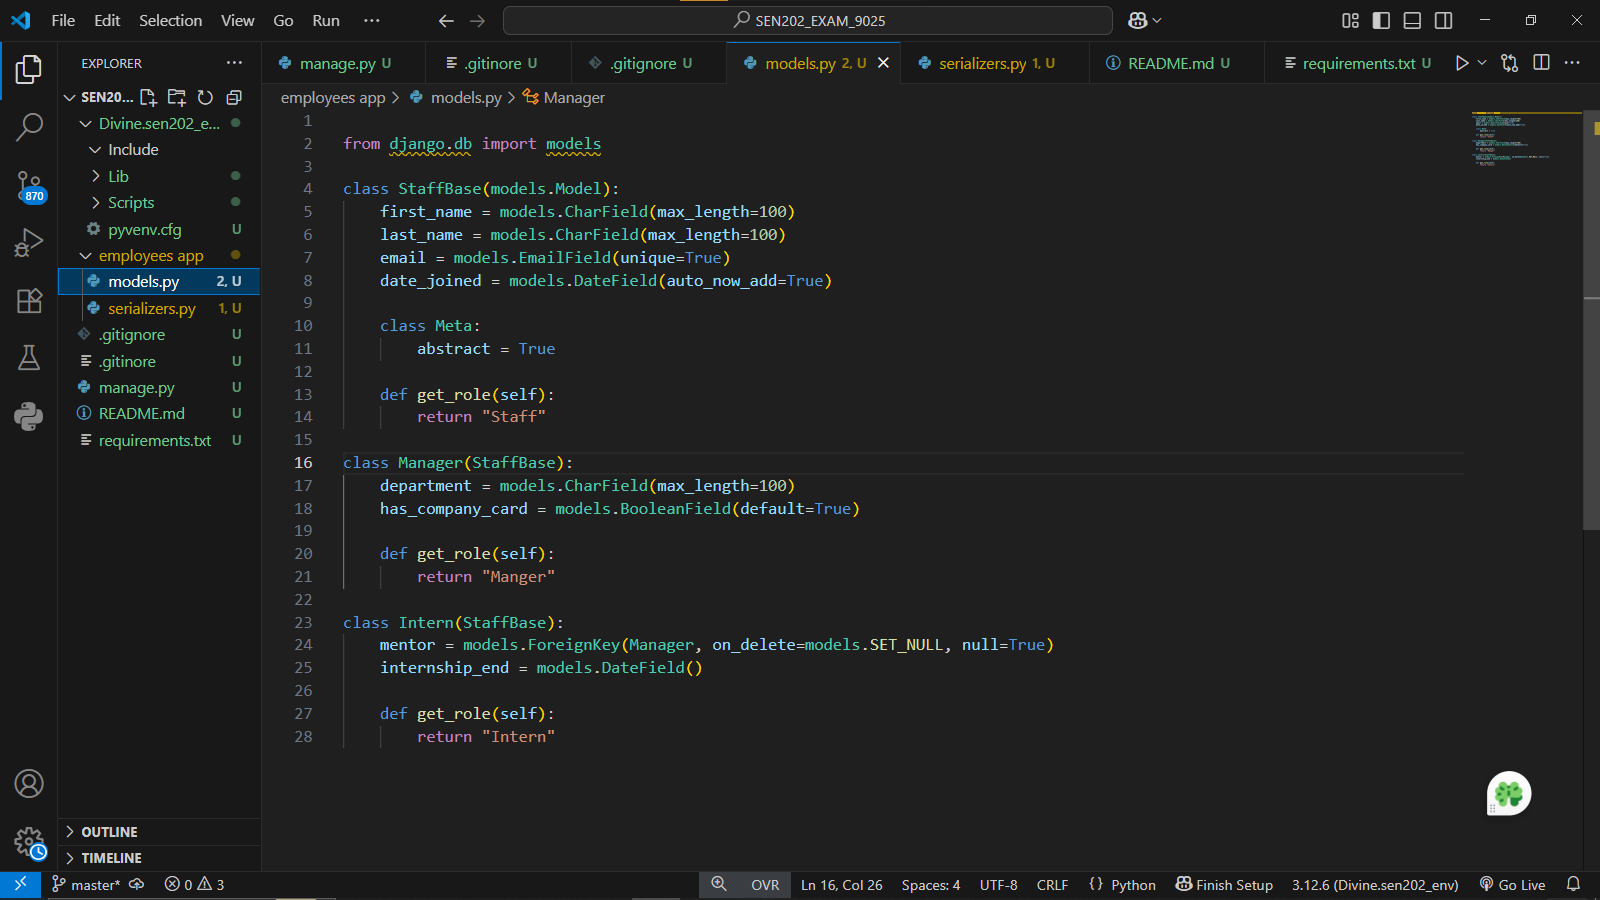 File Edit Selection View Go Run ···
SEN202_EXAM_9025
EXPLORER ···
manage.py U
.gitinore U
.gitignore U
models.py 2, U
serializers.py 1, U
README.md U
requirements.txt U
SEN20...
employees app > models.py > Manager
Divine.sen202_e...
Include
Lib
Scripts
pyvenv.cfg U
employees app
models.py 2, U
serializers.py 1, U
.gitignore U
.gitinore U
manage.py U
README.md U
requirements.txt U
870
OUTLINE
TIMELINE
1
2 from django.db import models
3
4 class StaffBase(models.Model):
5 first_name = models.CharField(max_length=100)
6 last_name = models.CharField(max_length=100)
7 email = models.EmailField(unique=True)
8 date_joined = models.DateField(auto_now_add=True)
9
10 class Meta:
11 abstract = True
12
13 def get_role(self):
14 return "Staff"
15
16 class Manager(StaffBase):
17 department = models.CharField(max_length=100)
18 has_company_card = models.BooleanField(default=True)
19
20 def get_role(self):
21 return "Manger"
22
23 class Intern(StaffBase):
24 mentor = models.ForeignKey(Manager, on_delete=models.SET_NULL, null=True)
25 internship_end = models.DateField()
26
27 def get_role(self):
28 return "Intern"
master* 0 3 OVR Ln 16, Col 26 Spaces: 4 UTF-8 CRLF {} Python Finish Setup 3.12.6 (Divine.sen202_env) Go Live